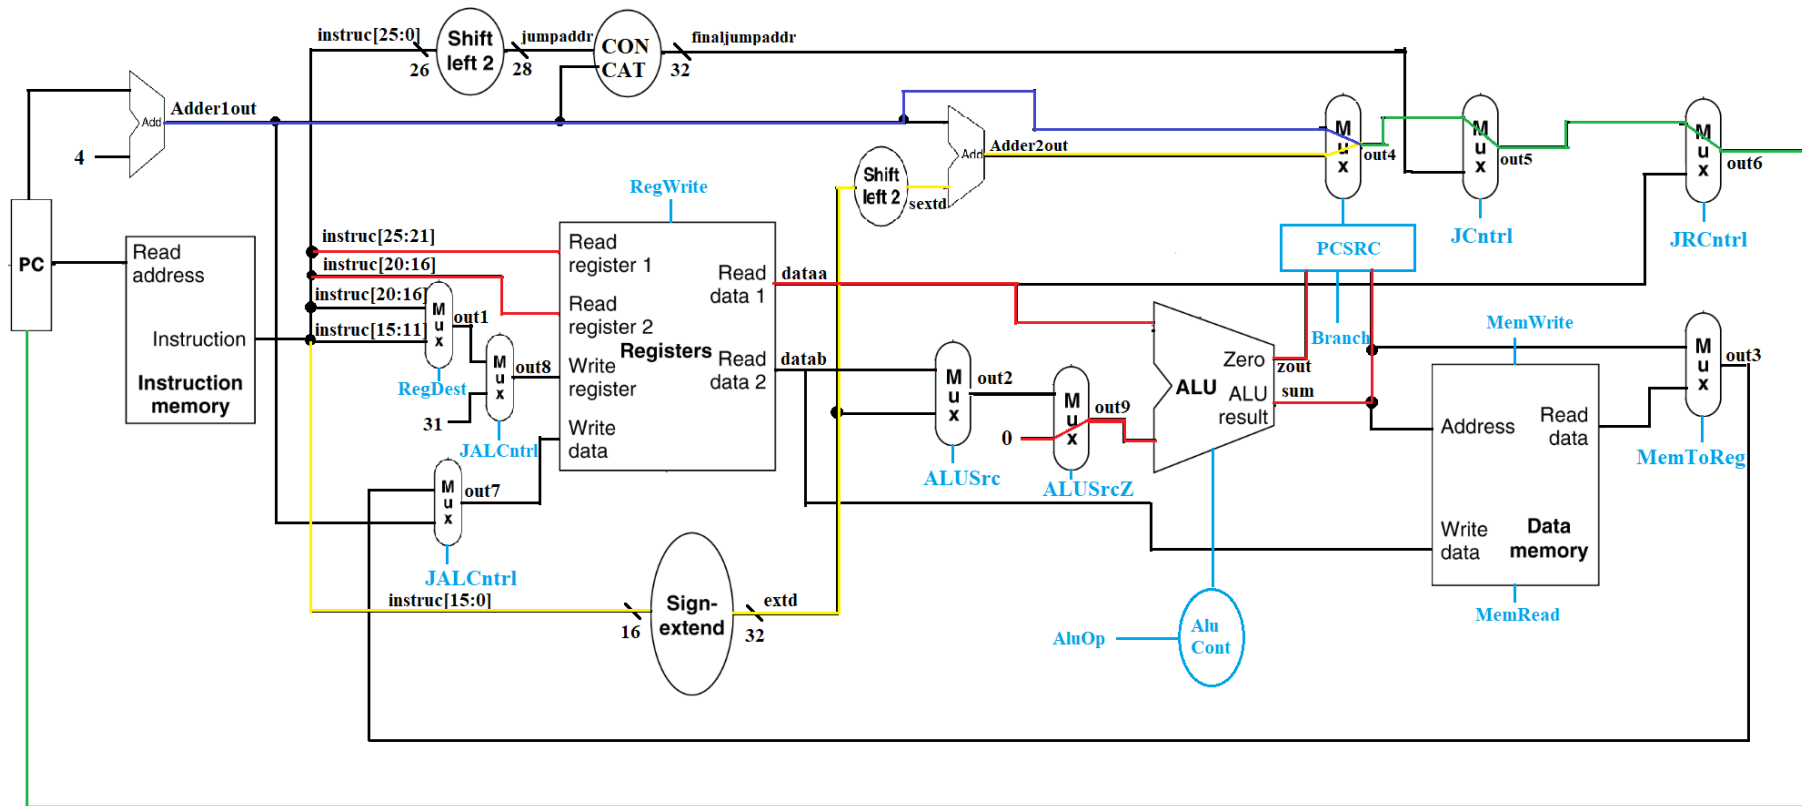 instruc[25:0]
26
Shift
left 2
jumpaddr
28
CON
CAT
finaljumpaddr
32
Adder1out
Add
4
PC
Read
address
Instruction
Instruction
memory
instruc[25:21]
instruc[20:16]
instruc[20:16]
instruc[15:11]
M
u
x
out1
RegDest
M
u
x
out8
31
JALCntrl
M
u
x
out7
JALCntrl
RegWrite
Read
register 1
Read
register 2
Write
register
Write
data
Registers
Read
data 1
Read
data 2
dataa
datab
instruc[15:0]
16
Sign-
extend
extd
32
Shift
left 2
sextd
Add
Adder2out
M
u
x
out2
ALUSrc
0
M
u
x
out9
ALUSrcZ
ALU
Zero
ALU
result
zout
sum
AluOp
Alu
Cont
M
u
x
out4
PCSRC
Branch
M
u
x
out5
JCntrl
M
u
x
out6
JRCntrl
MemWrite
Address
Read
data
Write
data
Data
memory
MemRead
M
u
x
out3
MemToReg